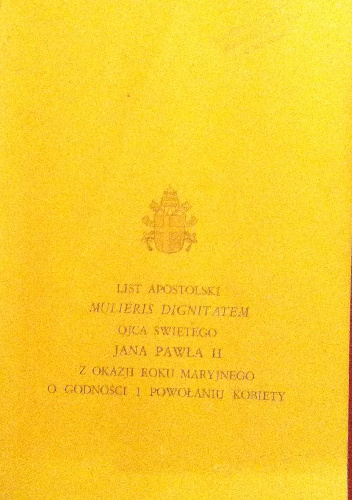 LIST APOSTOLSKI
MULIERIS DIGNITATEM
OJCA ŚWIĘTEGO
JANA PAWŁA II
Z OKAZJI ROKU MARYJNEGO
O GODNOŚCI I POWOŁANIU KOBIETY